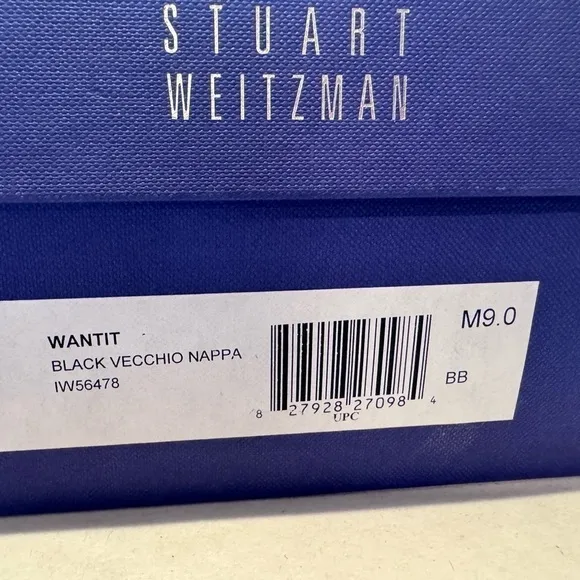 STUART
WEITZMAN
WANTIT
BLACK VECCHIO NAPPA
IW56478
8 27928 27098 4
UPC
M9.0
BB